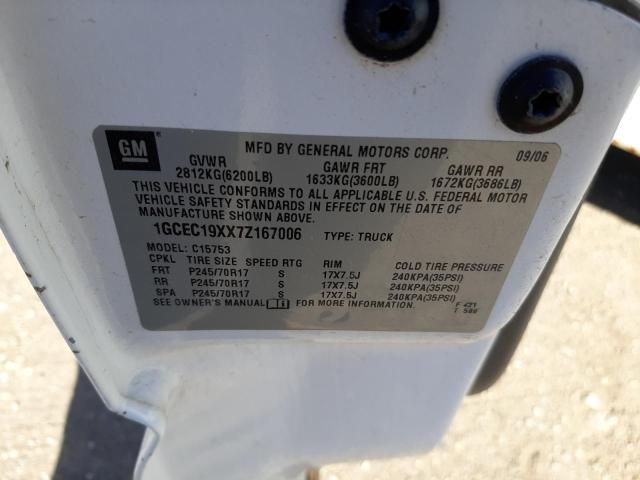 GM
MFD BY GENERAL MOTORS CORP. 09/06
GVWR GAWR FRT GAWR RR
2812KG(6200LB) 1633KG(3600LB) 1672KG(3686LB)
THIS VEHICLE CONFORMS TO ALL APPLICABLE U.S. FEDERAL MOTOR
VEHICLE SAFETY STANDARDS IN EFFECT ON THE DATE OF
MANUFACTURE SHOWN ABOVE.
1GCEC19XX7Z167006 TYPE: TRUCK
MODEL: C15753
CPKL TIRE SIZE SPEED RTG RIM COLD TIRE PRESSURE
FRT P245/70R17 S 17X7.5J 240KPA(35PSI)
RR P245/70R17 S 17X7.5J 240KPA(35PSI)
SPA P245/70R17 S 17X7.5J 240KPA(35PSI)
SEE OWNER'S MANUAL FOR MORE INFORMATION.
F 421
T